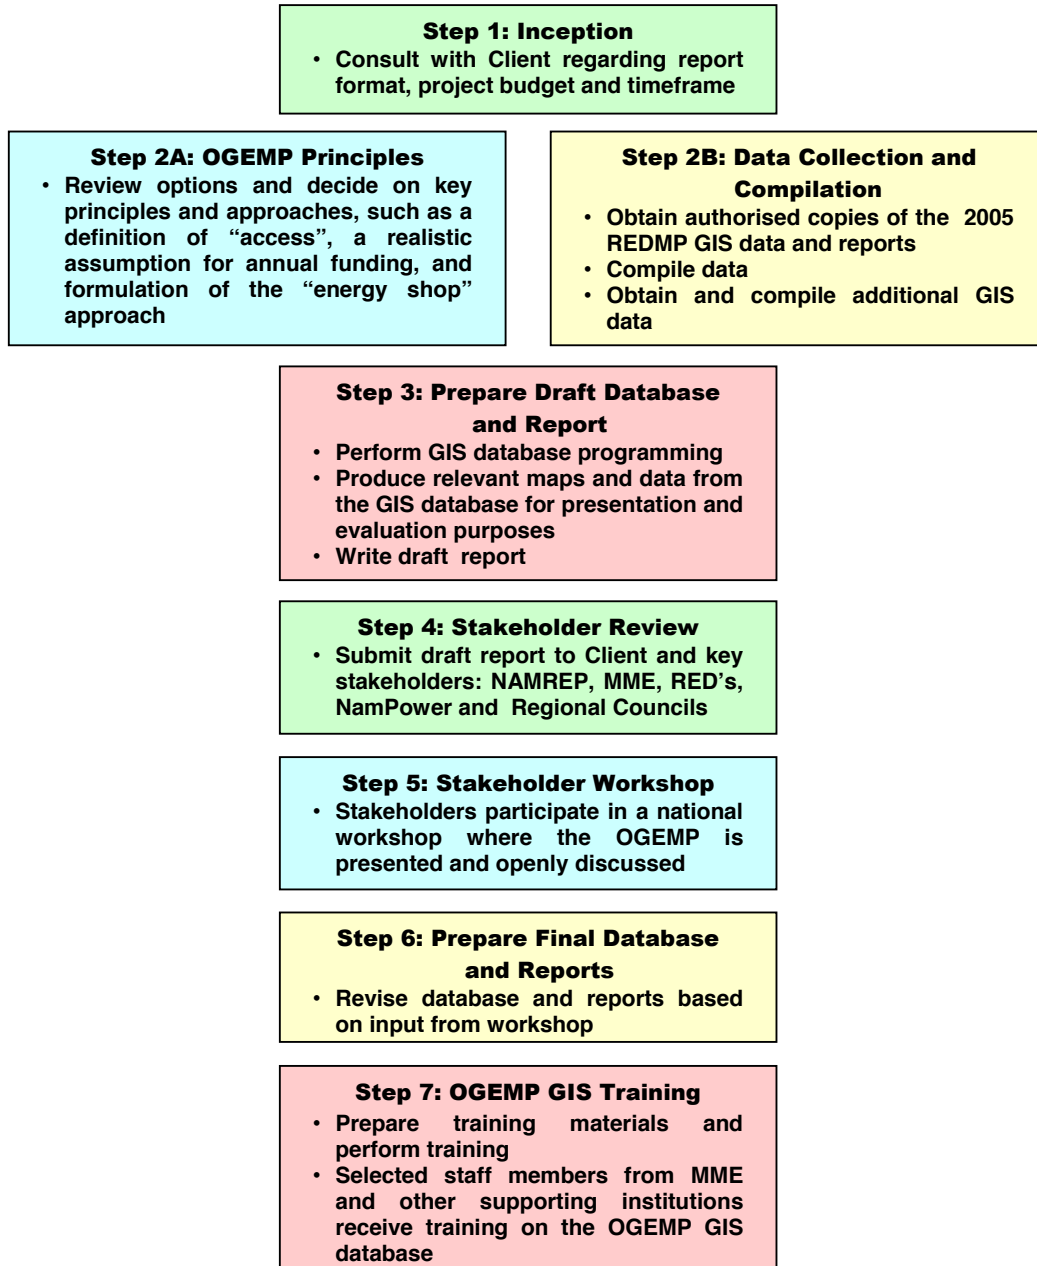 Step 1: Inception
• Consult with Client regarding report
format, project budget and timeframe
Step 2A: OGEMP Principles
• Review options and decide on key
principles and approaches, such as a
definition of “access”, a realistic
assumption for annual funding, and
formulation of the “energy shop”
approach
Step 2B: Data Collection and
Compilation
• Obtain authorised copies of the 2005
REDMP GIS data and reports
• Compile data
• Obtain and compile additional GIS
data
Step 3: Prepare Draft Database
and Report
• Perform GIS database programming
• Produce relevant maps and data from
the GIS database for presentation and
evaluation purposes
• Write draft report
Step 4: Stakeholder Review
• Submit draft report to Client and key
stakeholders: NAMREP, MME, RED’s,
NamPower and Regional Councils
Step 5: Stakeholder Workshop
• Stakeholders participate in a national
workshop where the OGEMP is
presented and openly discussed
Step 6: Prepare Final Database
and Reports
• Revise database and reports based
on input from workshop
Step 7: OGEMP GIS Training
• Prepare training materials and
perform training
• Selected staff members from MME
and other supporting institutions
receive training on the OGEMP GIS
database